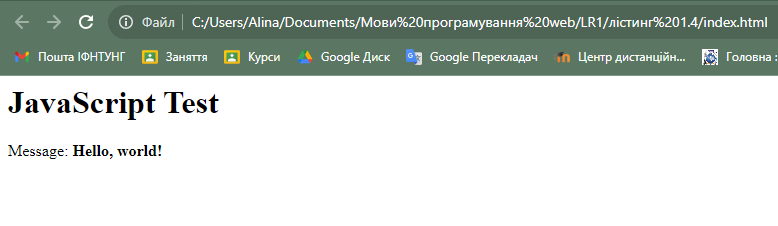 Файл C:/Users/Alina/Documents/Мови%20програмування%20web/LR1/лістинг%201.4/index.html
Пошта ІФНТУНГ Заняття Курси Google Диск Google Перекладач Центр дистанційн... Головна :
JavaScript Test
Message: Hello, world!